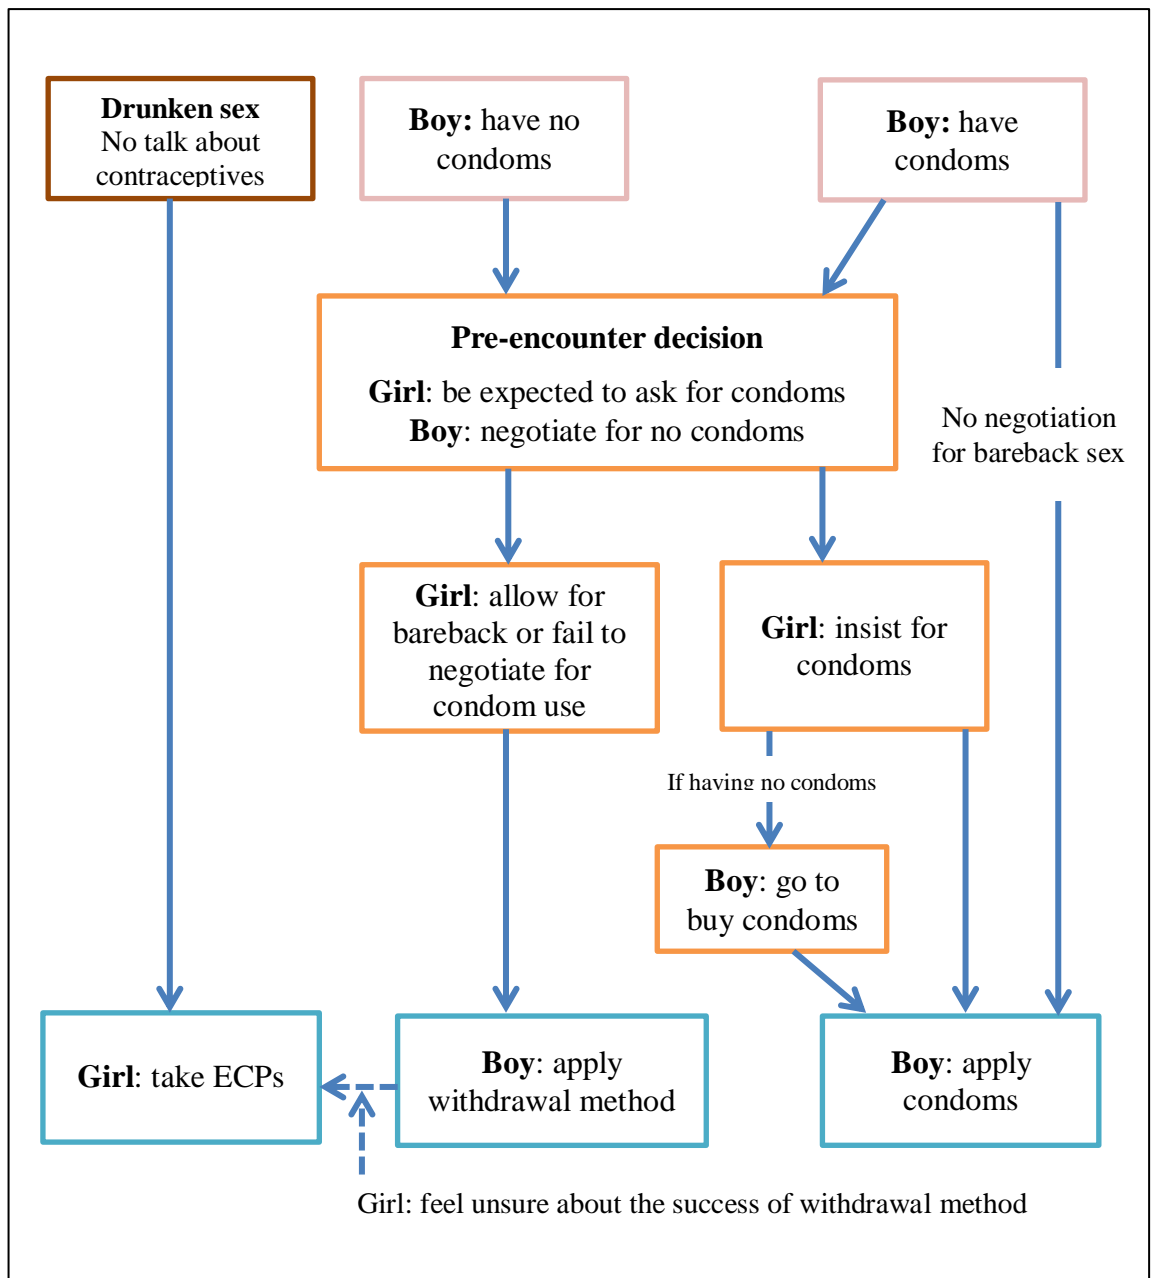 Drunken sex
No talk about
contraceptives
Boy: have no
condoms
Boy: have
condoms
Pre-encounter decision
Girl: be expected to ask for condoms
Boy: negotiate for no condoms
No negotiation
for bareback sex
Girl: allow for
bareback or fail to
negotiate for
condom use
Girl: insist for
condoms
If having no condoms
Boy: go to
buy condoms
Girl: take ECPs
Boy: apply
withdrawal method
Boy: apply
condoms
Girl: feel unsure about the success of withdrawal method